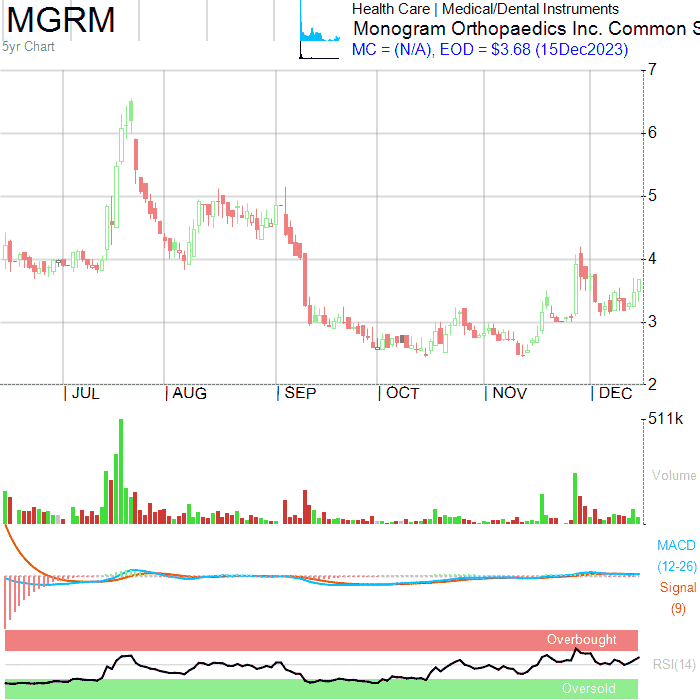 MGRM
5yr Chart
Health Care | Medical/Dental Instruments
Monogram Orthopaedics Inc. Common S
MC = (N/A), EOD = $3.68 (15Dec2023)
7
6
5
4
3
2
JUL AUG SEP OCT NOV DEC
511k
Volume
MACD
(12-26)
Signal
(9)
Overbought
RSI(14)
Oversold